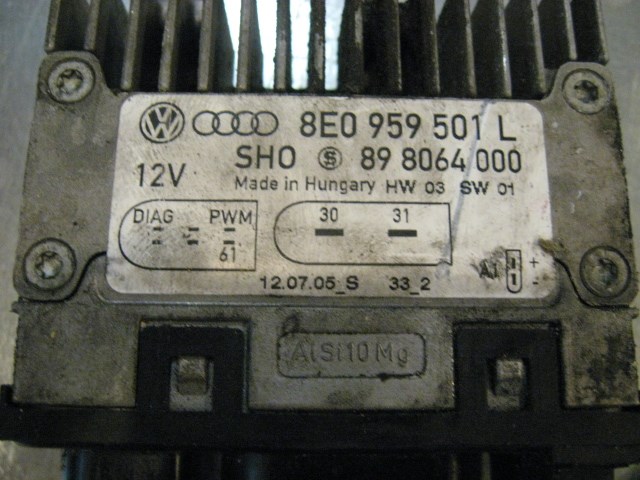 8E0 959 501 L
SHO S 89 8064 000
12V
Made in Hungary HW 03 SW 01
DIAG PWM 30 31
61
A1 + -
12.07.05_S 33_2
AlSi10Mg